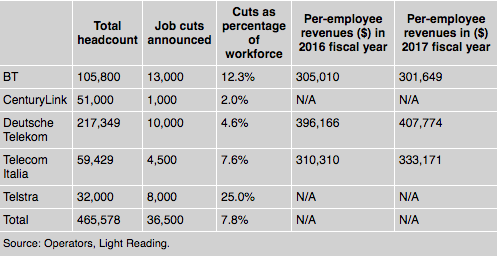 Total headcount Job cuts announced Cuts as percentage of workforce Per-employee revenues ($) in 2016 fiscal year Per-employee revenues in ($) 2017 fiscal year
BT 105,800 13,000 12.3% 305,010 301,649
CenturyLink 51,000 1,000 2.0% N/A N/A
Deutsche Telekom 217,349 10,000 4.6% 396,166 407,774
Telecom Italia 59,429 4,500 7.6% 310,310 333,171
Telstra 32,000 8,000 25.0% N/A N/A
Total 465,578 36,500 7.8% N/A N/A
Source: Operators, Light Reading.